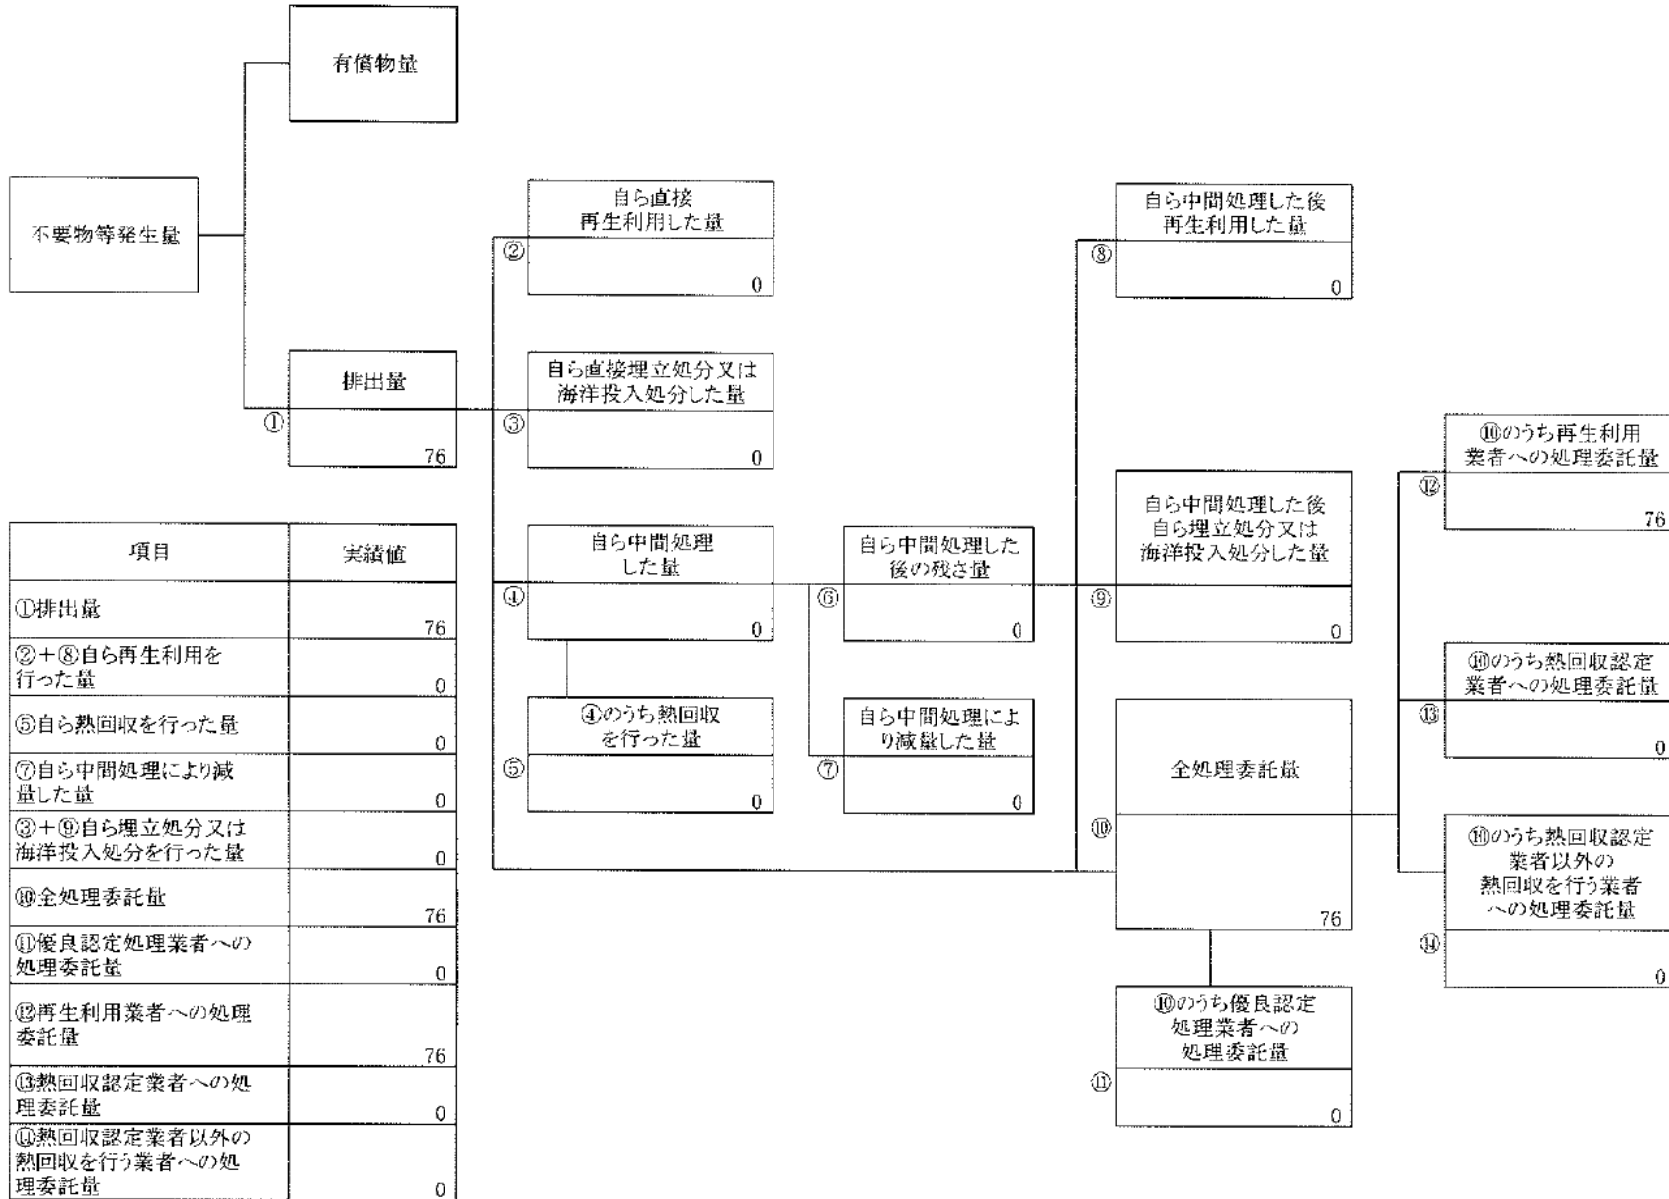 有償物量
不要物等発生量
自ら直接
再生利用した量
②
0
自ら中間処理した後
再生利用した量
⑧
0
排出量
①
76
自ら直接埋立処分又は
海洋投入処分した量
③
0
自ら中間処理
した量
④
0
自ら中間処理した
後の残さ量
⑥
0
自ら中間処理した後
自ら埋立処分又は
海洋投入処分した量
⑨
0
⑩のうち再生利用
業者への処理委託量
⑫
76
④のうち熱回収
を行った量
⑤
0
自ら中間処理によ
り減量した量
⑦
0
全処理委託量
⑩
76
⑩のうち熱回収認定
業者への処理委託量
⑬
0
⑩のうち熱回収認定
業者以外の
熱回収を行う業者
への処理委託量
⑭
0
⑩のうち優良認定
処理業者への
処理委託量
⑪
0
項目 実績値
①排出量
76
②+⑧自ら再生利用を
行った量
0
⑤自ら熱回収を行った量
0
⑦自ら中間処理により減
量した量
0
③+⑨自ら埋立処分又は
海洋投入処分を行った量
0
⑩全処理委託量
76
⑪優良認定処理業者への
処理委託量
0
⑫再生利用業者への処理
委託量
76
⑬熱回収認定業者への処
理委託量
0
⑭熱回収認定業者以外の
熱回収を行う業者への処
理委託量
0